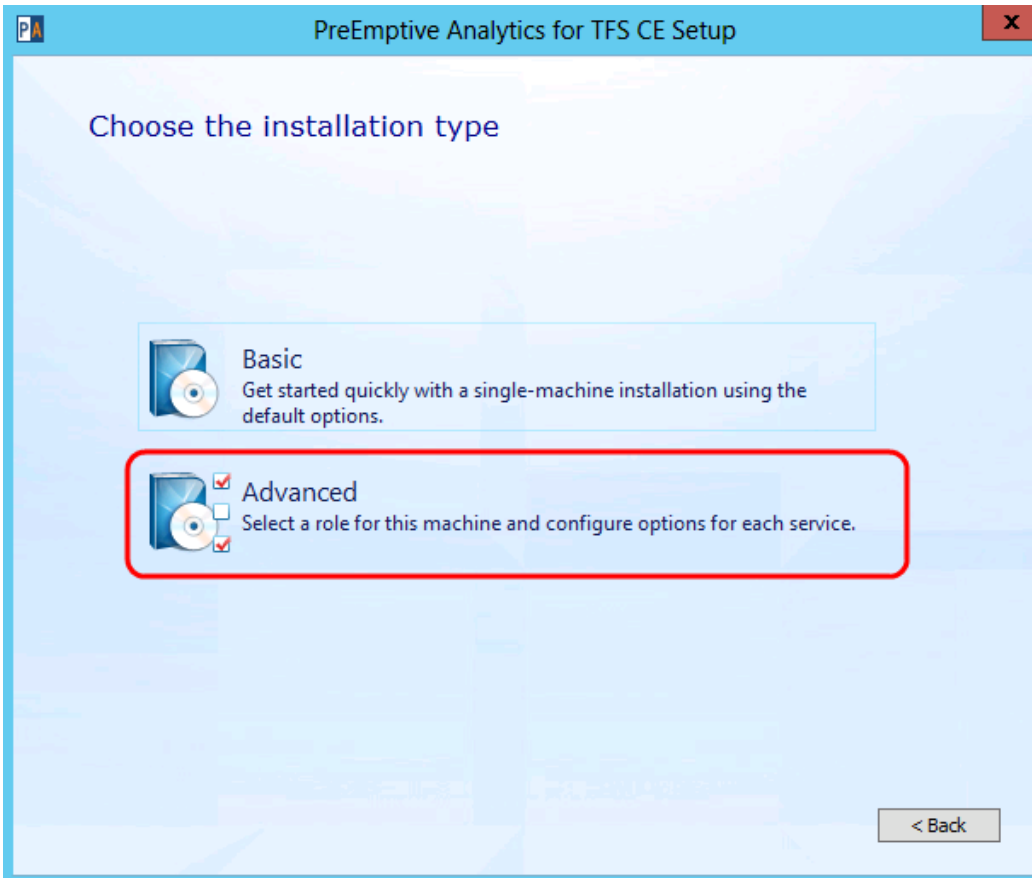 PA
PreEmptive Analytics for TFS CE Setup
x
Choose the installation type
Basic
Get started quickly with a single-machine installation using the
default options.
Advanced
Select a role for this machine and configure options for each service.
< Back